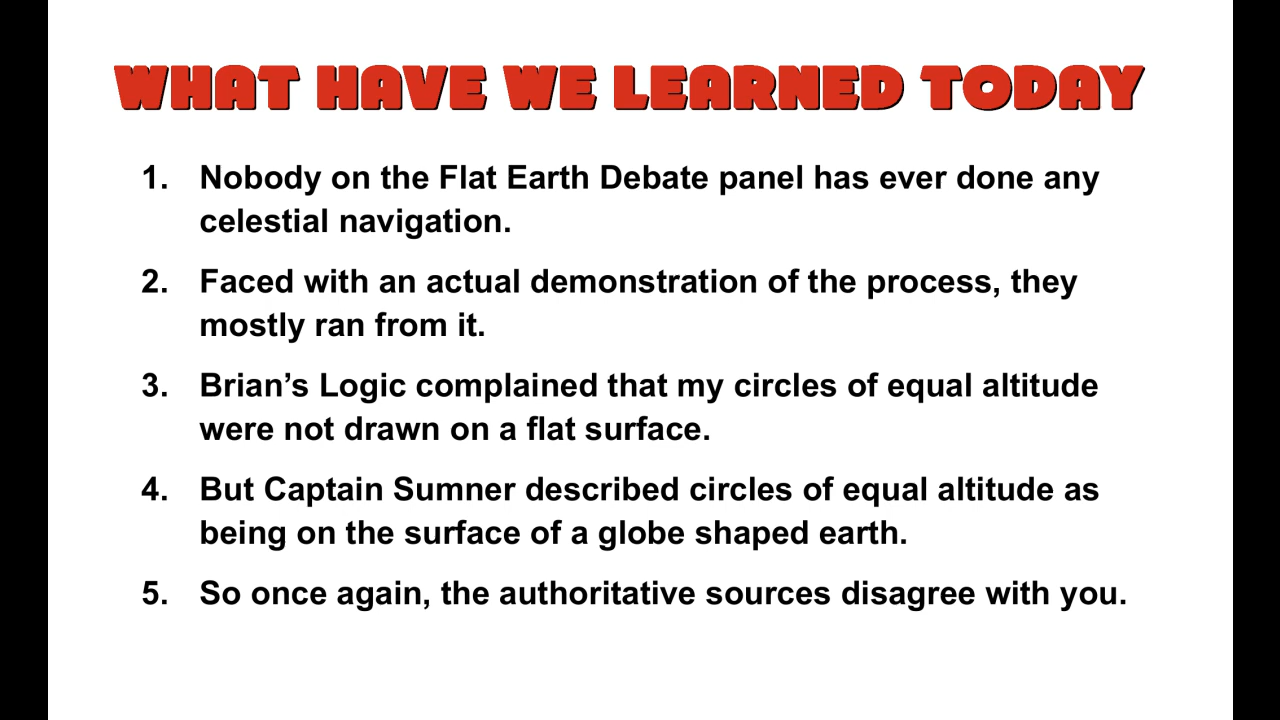 WHAT HAVE WE LEARNED TODAY
1. Nobody on the Flat Earth Debate panel has ever done any
celestial navigation.
2. Faced with an actual demonstration of the process, they
mostly ran from it.
3. Brian’s Logic complained that my circles of equal altitude
were not drawn on a flat surface.
4. But Captain Sumner described circles of equal altitude as
being on the surface of a globe shaped earth.
5. So once again, the authoritative sources disagree with you.